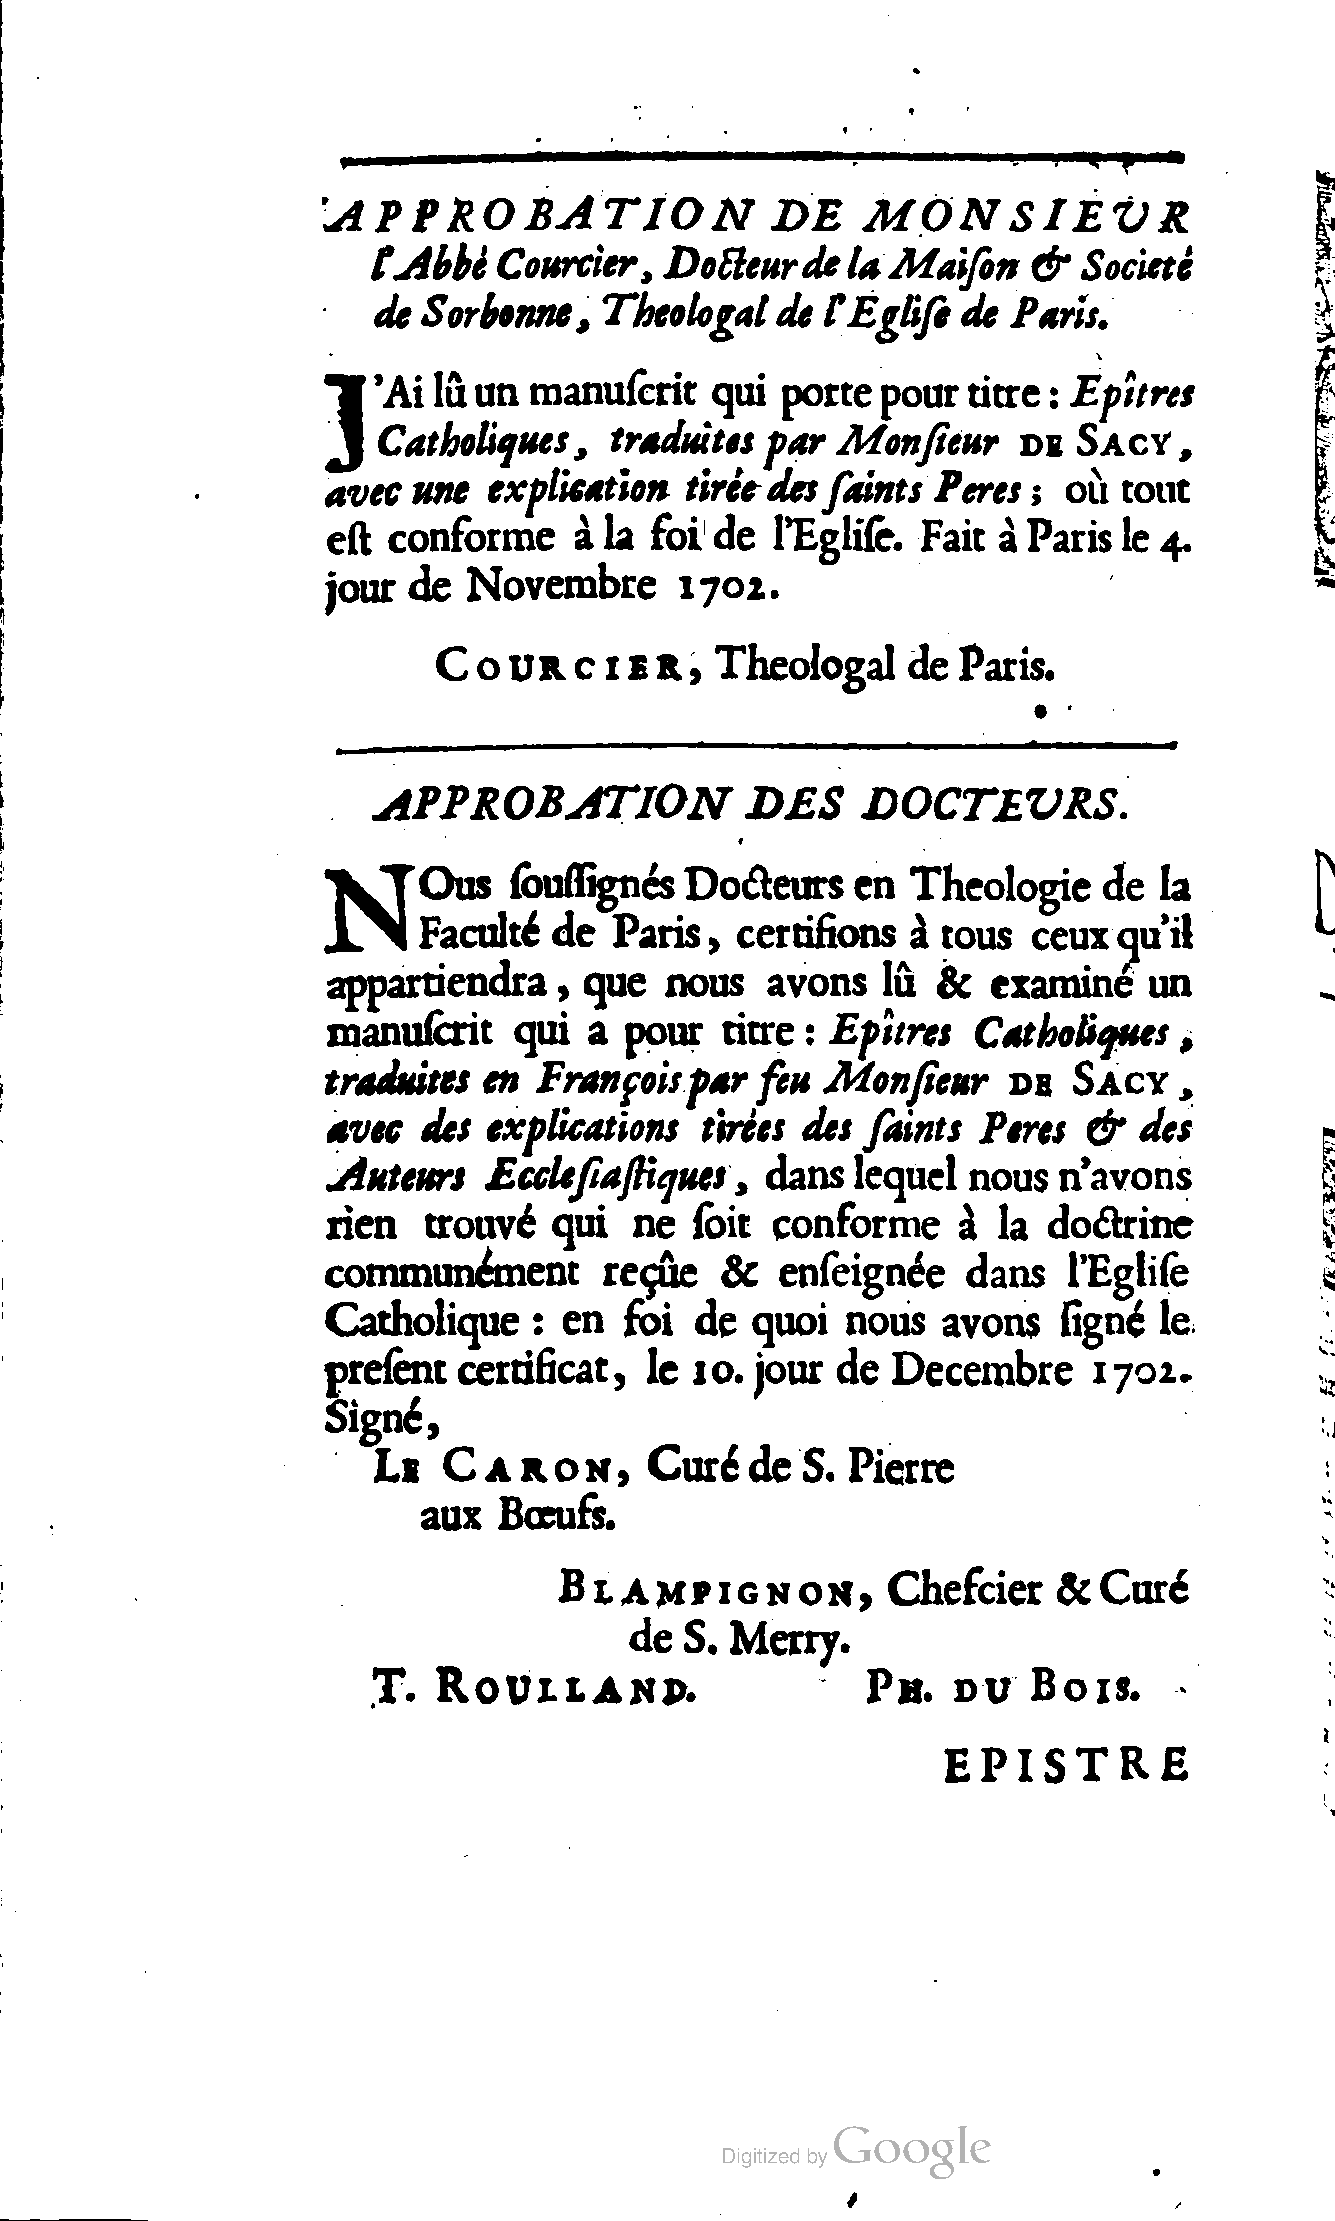 APPROBATION DE MONSIEUR
l'Abbé Courcier, Docteur de la Maiſon & Societé
de Sorbonne, Theologal de l'Egliſe de Paris.
J'Ai lû un manuſcrit qui porte pour titre : Epîtres
Catholiques, traduites par Monſieur DE SACY,
avec une explication tirée des ſaints Peres ; où tout
eſt conforme à la foi de l'Egliſe. Fait à Paris le 4.
jour de Novembre 1702.
COURCIER, Theologal de Paris.
APPROBATION DES DOCTEURS.
NOus ſouſſignés Docteurs en Theologie de la
Faculté de Paris, certifions à tous ceux qu'il
appartiendra, que nous avons lû & examiné un
manuſcrit qui a pour titre : Epîtres Catholiques,
traduites en François par feu Monſieur DE SACY,
avec des explications tirées des ſaints Peres & des
Auteurs Eccleſiaſtiques, dans lequel nous n'avons
rien trouvé qui ne ſoit conforme à la doctrine
communément reçûe & enſeignée dans l'Egliſe
Catholique : en foi de quoi nous avons ſigné le
preſent certificat, le 10. jour de Decembre 1702.
Signé,
LE CARON, Curé de S. Pierre
aux Bœufs.
BLAMPIGNON, Chefcier & Curé
de S. Merry.
T. ROULLAND. PH. DU BOIS.
EPISTRE
Digitized by Google